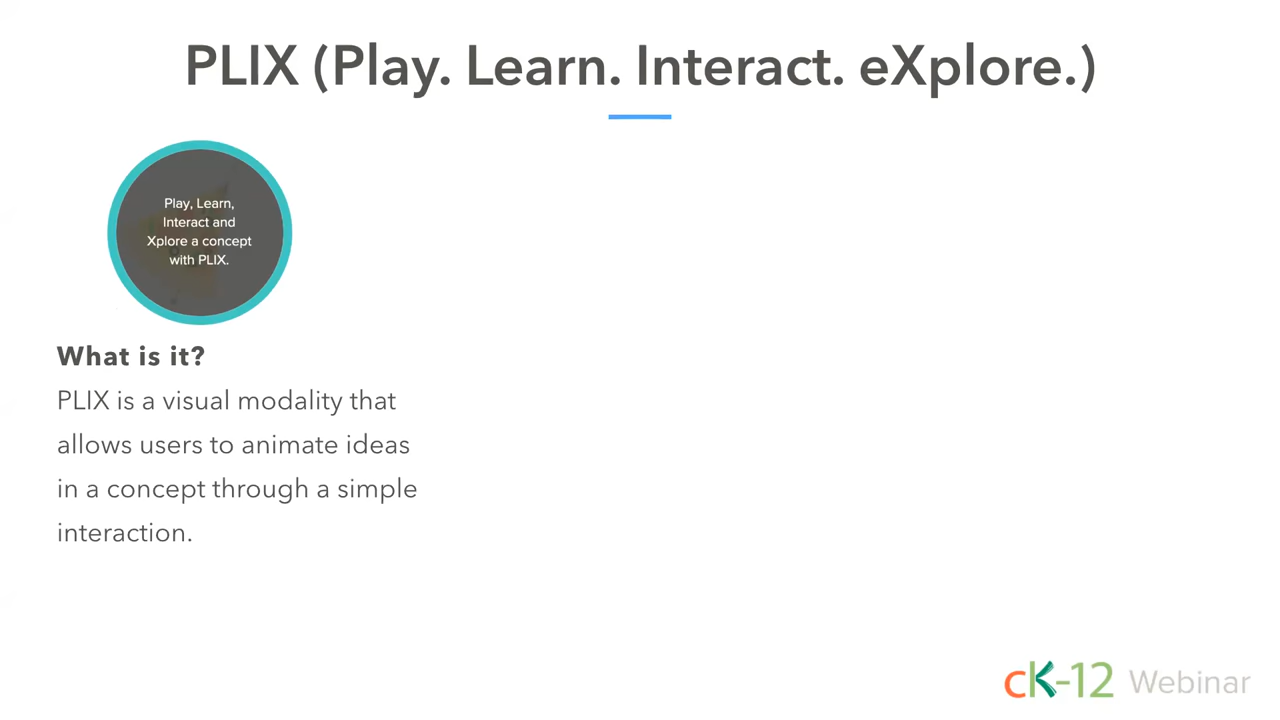 PLIX (Play. Learn. Interact. eXplore.)
Play, Learn,
Interact and
Xplore a concept
with PLIX.
What is it?
PLIX is a visual modality that
allows users to animate ideas
in a concept through a simple
interaction.
cK-12 Webinar